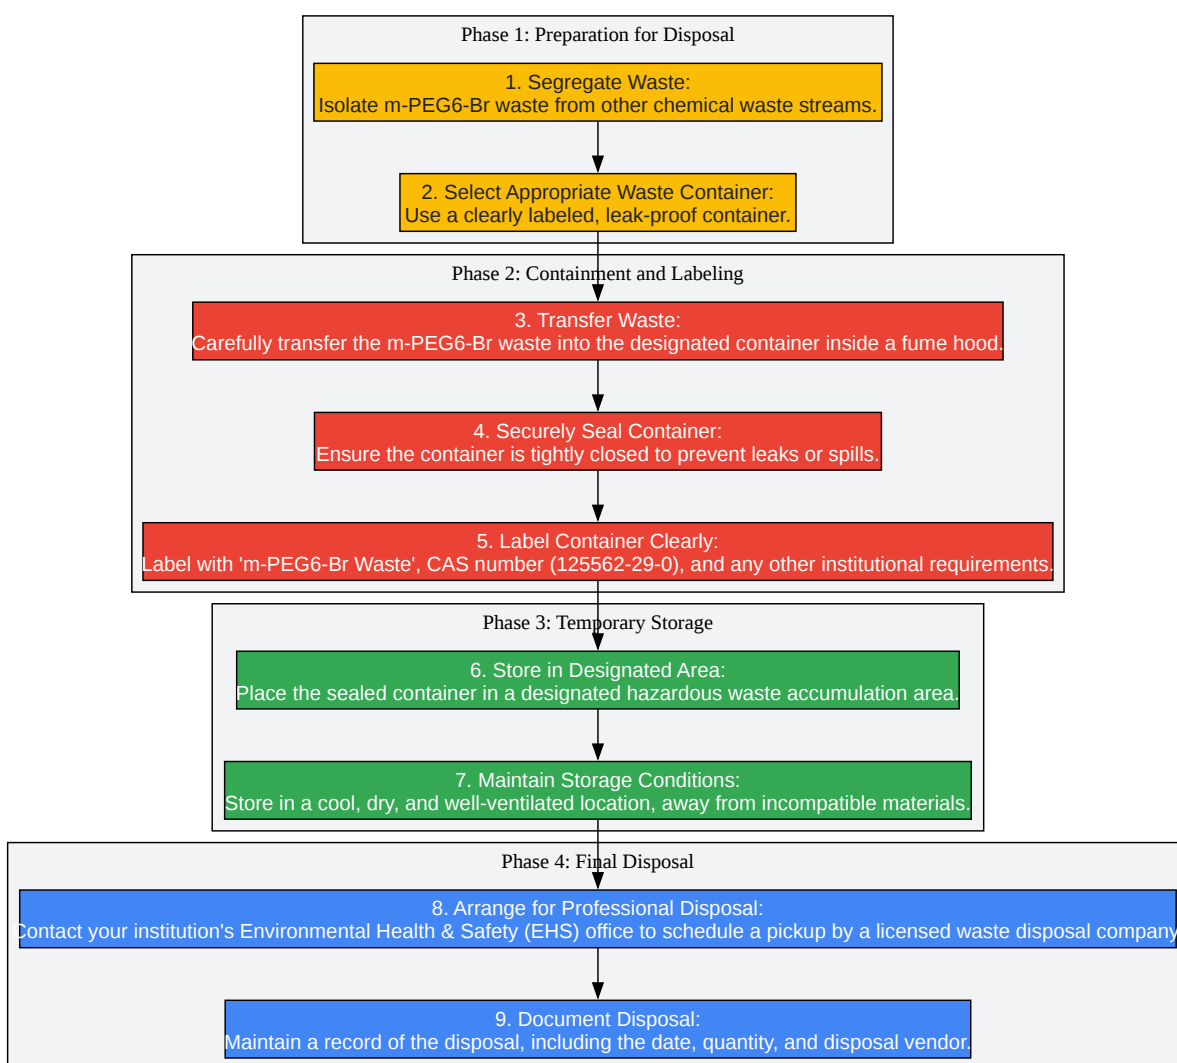 Phase 1: Preparation for Disposal
1. Segregate Waste:
Isolate m-PEG6-Br waste from other chemical waste streams.
2. Select Appropriate Waste Container:
Use a clearly labeled, leak-proof container.
Phase 2: Containment and Labeling
3. Transfer Waste:
Carefully transfer the m-PEG6-Br waste into the designated container inside a fume hood.
4. Securely Seal Container:
Ensure the container is tightly closed to prevent leaks or spills.
5. Label Container Clearly:
Label with 'm-PEG6-Br Waste', CAS number (125562-29-0), and any other institutional requirements.
Phase 3: Temporary Storage
6. Store in Designated Area:
Place the sealed container in a designated hazardous waste accumulation area.
7. Maintain Storage Conditions:
Store in a cool, dry, and well-ventilated location, away from incompatible materials.
Phase 4: Final Disposal
8. Arrange for Professional Disposal:
Contact your institution's Environmental Health & Safety (EHS) office to schedule a pickup by a licensed waste disposal company
9. Document Disposal:
Maintain a record of the disposal, including the date, quantity, and disposal vendor.